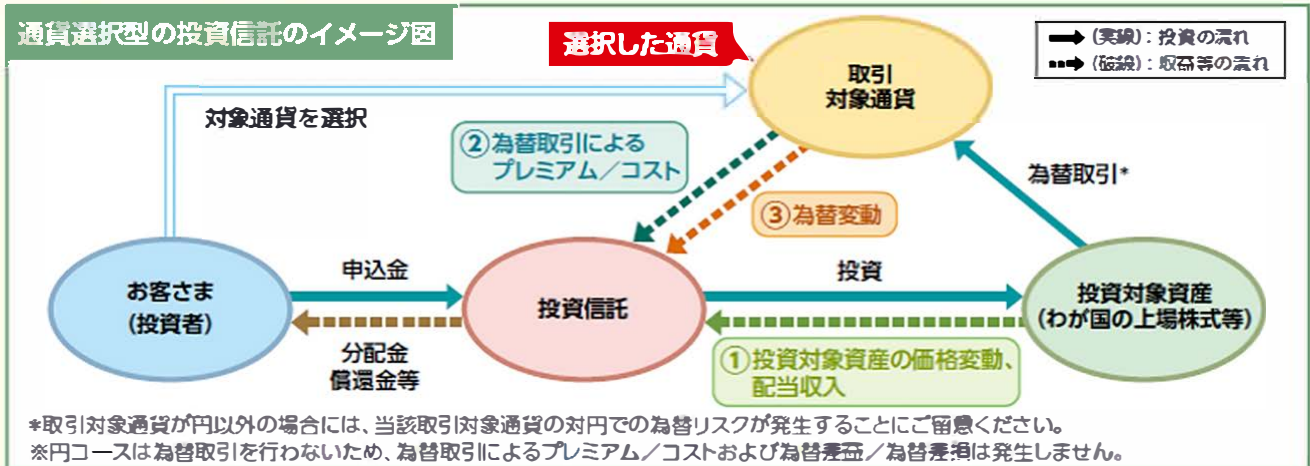 通貨選択型の投資信託のイメージ図
選択した通貨
(実線)：投資の流れ
(破線)：収益等の流れ
取引
対象通貨
対象通貨を選択
②為替取引による
プレミアム／コスト
為替取引*
③為替変動
お客さま
(投資者)
申込金
分配金
償還金等
投資信託
投資
①投資対象資産の価格変動、
配当収入
投資対象資産
(わが国の上場株式等)
*取引対象通貨が円以外の場合には、当該取引対象通貨の対円での為替リスクが発生することにご留意ください。
※円コースは為替取引を行わないため、為替取引によるプレミアム／コストおよび為替差益／為替差損は発生しません。